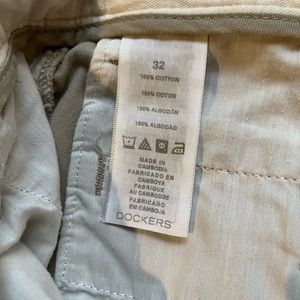 32
100% COTTON
100% COTON
100% ALGODÓN
100% ALGODÃO
MADE IN
CAMBODIA
FABRICADO EN
CAMBOYA
FABRIQUÉ
AU CAMBODGE
FABRICADO
EM CAMBOJA
DOCKERS®